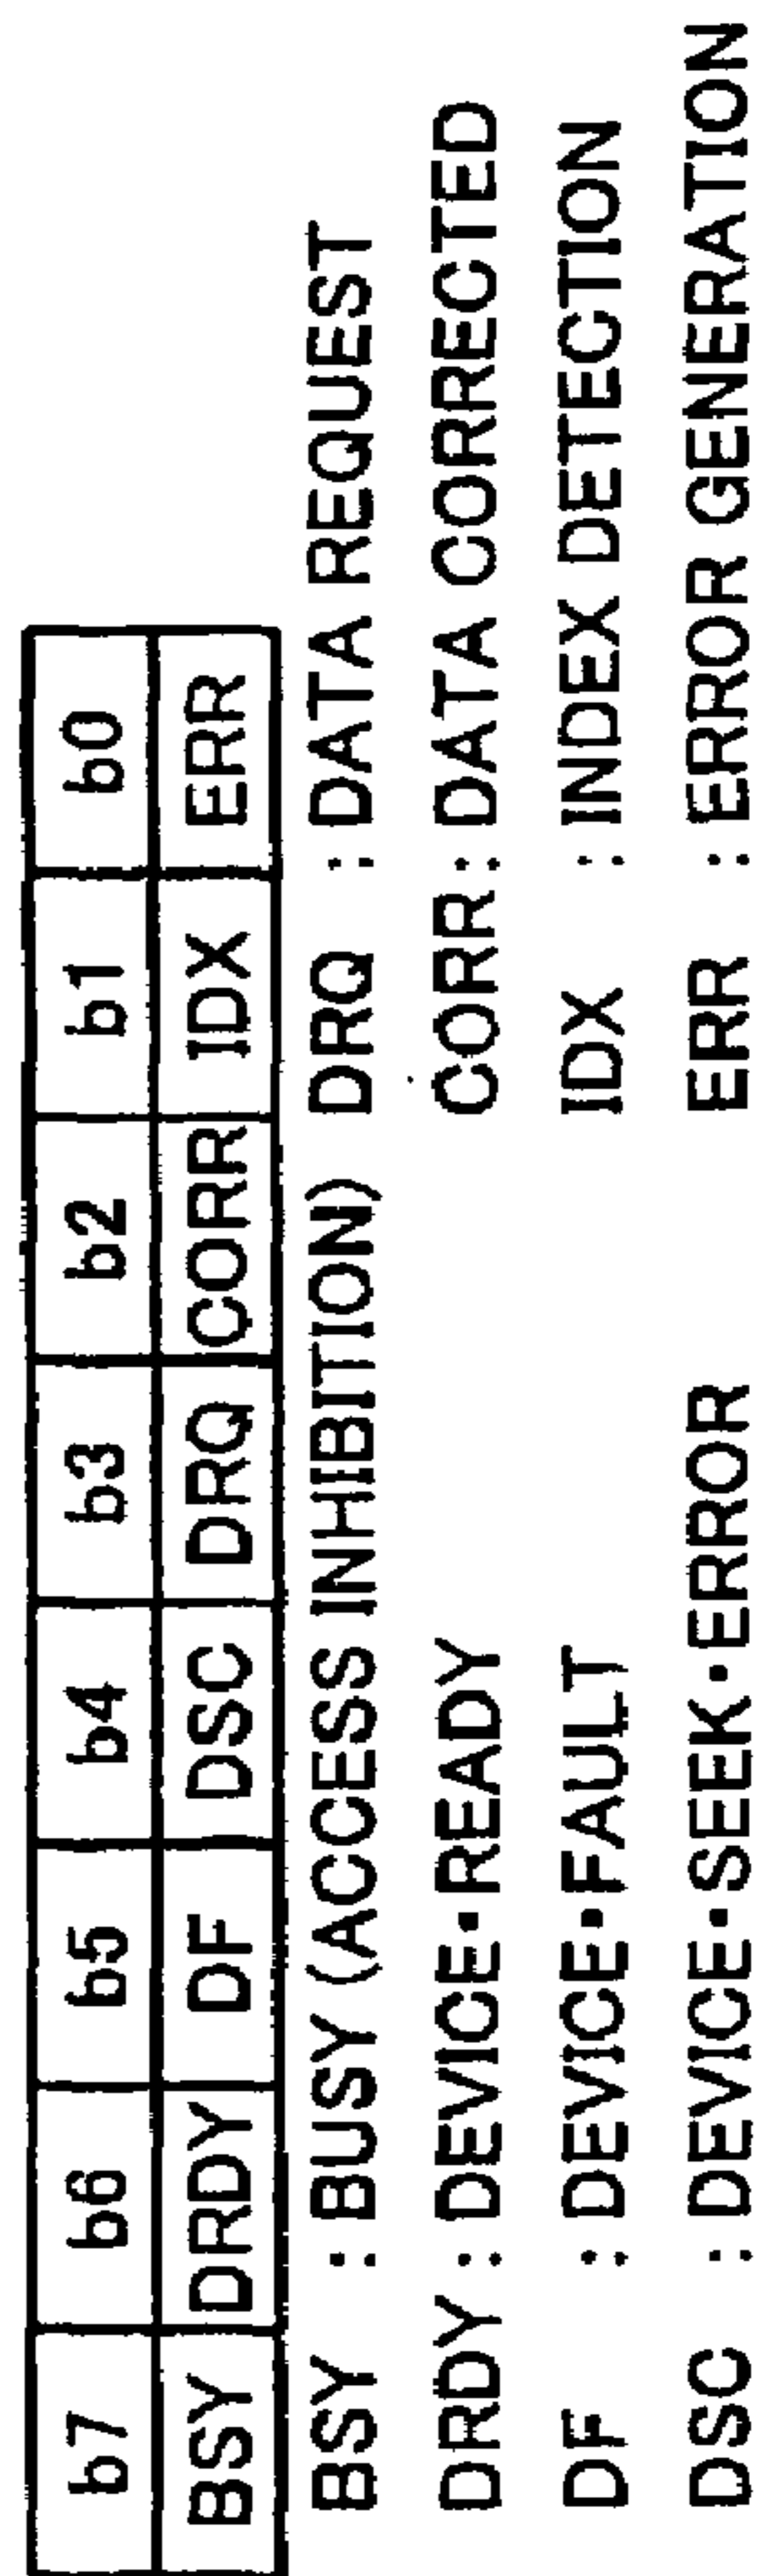 b7 b6 b5 b4 b3 b2 b1 b0
BSY DRDY DF DSC DRQ CORR IDX ERR
BSY : BUSY (ACCESS INHIBITION) DRQ : DATA REQUEST
DRDY : DEVICE・READY CORR : DATA CORRECTED
DF : DEVICE・FAULT IDX : INDEX DETECTION
DSC : DEVICE・SEEK・ERROR ERR : ERROR GENERATION